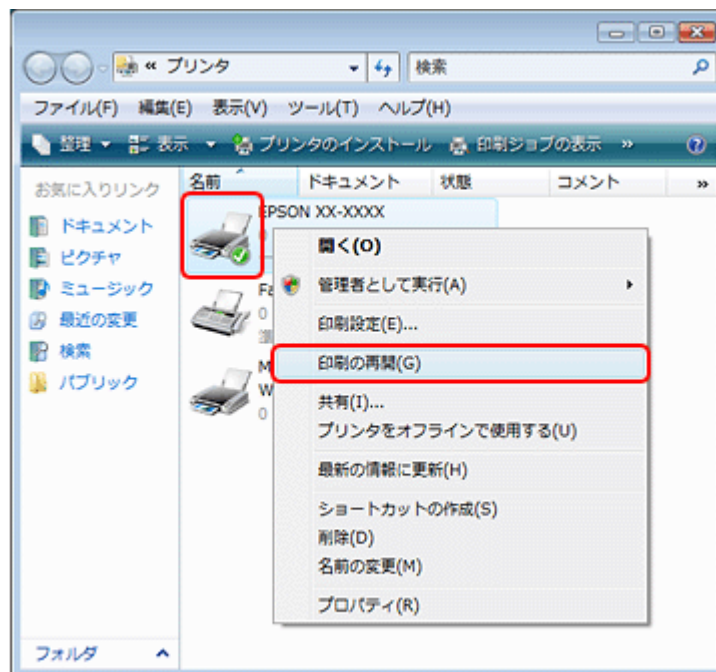 « プリンタ
検索
ファイル(F) 編集(E) 表示(V) ツール(T) ヘルプ(H)
整理 表示 プリンタのインストール 印刷ジョブの表示 »
お気に入りリンク
ドキュメント
ピクチャ
ミュージック
最近の変更
検索
パブリック
フォルダ
名前 ドキュメント 状態 コメント »
EPSON XX-XXXX
0
Fa
0
準
M
W
0
開く(O)
管理者として実行(A)
印刷設定(E)...
印刷の再開(G)
共有(I)...
プリンタをオフラインで使用する(U)
最新の情報に更新(H)
ショートカットの作成(S)
削除(D)
名前の変更(M)
プロパティ(R)